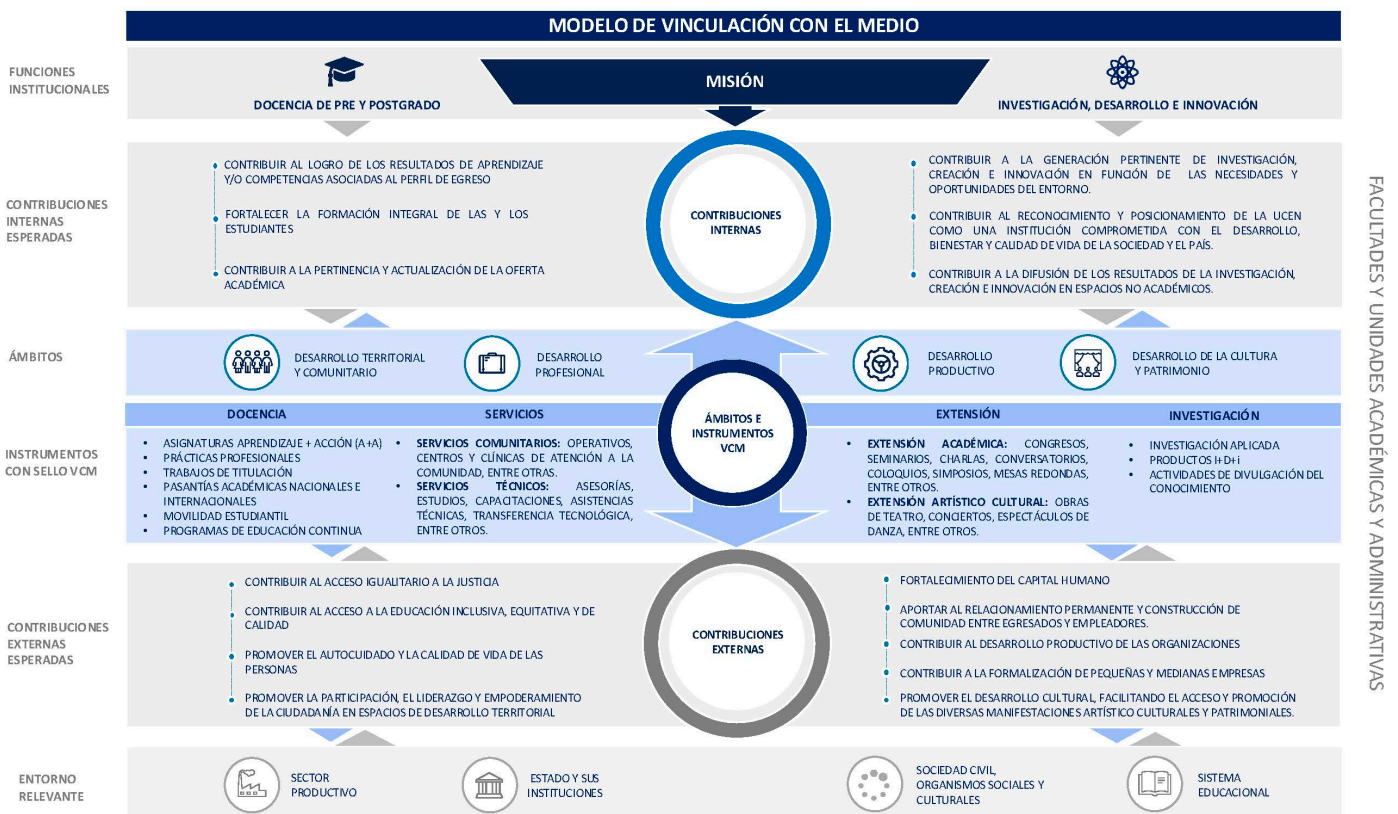 MODELO DE VINCULACIÓN CON EL MEDIO
FUNCIONES
INSTITUCIONALES
DOCENCIA DE PRE Y POSTGRADO
MISIÓN
INVESTIGACIÓN, DESARROLLO E INNOVACIÓN
CONTRIBUCIONES
INTERNAS
ESPERADAS
CONTRIBUIR AL LOGRO DE LOS RESULTADOS DE APRENDIZAJE
Y/O COMPETENCIAS ASOCIADAS AL PERFIL DE EGRESO
FORTALECER LA FORMACIÓN INTEGRAL DE LAS Y LOS
ESTUDIANTES
CONTRIBUIR A LA PERTINENCIA Y ACTUALIZACIÓN DE LA OFERTA
ACADÉMICA
CONTRIBUCIONES
INTERNAS
CONTRIBUIR A LA GENERACIÓN PERTINENTE DE INVESTIGACIÓN,
CREACIÓN E INNOVACIÓN EN FUNCIÓN DE LAS NECESIDADES Y
OPORTUNIDADES DEL ENTORNO.
CONTRIBUIR AL RECONOCIMIENTO Y POSICIONAMIENTO DE LA UCEN
COMO UNA INSTITUCIÓN COMPROMETIDA CON EL DESARROLLO,
BIENESTAR Y CALIDAD DE VIDA DE LA SOCIEDAD Y EL PAÍS.
CONTRIBUIR A LA DIFUSIÓN DE LOS RESULTADOS DE LA INVESTIGACIÓN,
CREACIÓN E INNOVACIÓN EN ESPACIOS NO ACADÉMICOS.
ÁMBITOS
DESARROLLO TERRITORIAL
Y COMUNITARIO
DESARROLLO
PROFESIONAL
DESARROLLO
PRODUCTIVO
DESARROLLO DE LA CULTURA
Y PATRIMONIO
ÁMBITOS E
INSTRUMENTOS
VCM
INSTRUMENTOS
CON SELLO VCM
DOCENCIA
• ASIGNATURAS APRENDIZAJE + ACCIÓN (A+A)
• PRÁCTICAS PROFESIONALES
• TRABAJOS DE TITULACIÓN
• PASANTÍAS ACADÉMICAS NACIONALES E
INTERNACIONALES
• MOVILIDAD ESTUDIANTIL
• PROGRAMAS DE EDUCACIÓN CONTINUA
SERVICIOS
• SERVICIOS COMUNITARIOS: OPERATIVOS,
CENTROS Y CLÍNICAS DE ATENCIÓN A LA
COMUNIDAD, ENTRE OTRAS.
• SERVICIOS TÉCNICOS: ASESORÍAS,
ESTUDIOS, CAPACITACIONES, ASISTENCIAS
TÉCNICAS, TRANSFERENCIA TECNOLÓGICA,
ENTRE OTROS.
EXTENSIÓN
• EXTENSIÓN ACADÉMICA: CONGRESOS,
SEMINARIOS, CHARLAS, CONVERSATORIOS,
COLOQUIOS, SIMPOSIOS, MESAS REDONDAS,
ENTRE OTROS.
• EXTENSIÓN ARTÍSTICO CULTURAL: OBRAS
DE TEATRO, CONCIERTOS, ESPECTÁCULOS DE
DANZA, ENTRE OTROS.
INVESTIGACIÓN
• INVESTIGACIÓN APLICADA
• PRODUCTOS I+D+i
• ACTIVIDADES DE DIVULGACIÓN DEL
CONOCIMIENTO
CONTRIBUCIONES
EXTERNAS
ESPERADAS
CONTRIBUIR AL ACCESO IGUALITARIO A LA JUSTICIA
CONTRIBUIR AL ACCESO A LA EDUCACIÓN INCLUSIVA, EQUITATIVA Y DE
CALIDAD
PROMOVER EL AUTOCUIDADO Y LA CALIDAD DE VIDA DE LAS
PERSONAS
PROMOVER LA PARTICIPACIÓN, EL LIDERAZGO Y EMPODERAMIENTO
DE LA CIUDADANÍA EN ESPACIOS DE DESARROLLO TERRITORIAL
CONTRIBUCIONES
EXTERNAS
FORTALECIMIENTO DEL CAPITAL HUMANO
APORTAR AL RELACIONAMIENTO PERMANENTE Y CONSTRUCCIÓN DE
COMUNIDAD ENTRE EGRESADOS Y EMPLEADORES.
CONTRIBUIR AL DESARROLLO PRODUCTIVO DE LAS ORGANIZACIONES
CONTRIBUIR A LA FORMALIZACIÓN DE PEQUEÑAS Y MEDIANAS EMPRESAS
PROMOVER EL DESARROLLO CULTURAL, FACILITANDO EL ACCESO Y PROMOCIÓN
DE LAS DIVERSAS MANIFESTACIONES ARTÍSTICO CULTURALES Y PATRIMONIALES.
ENTORNO
RELEVANTE
SECTOR
PRODUCTIVO
ESTADO Y SUS
INSTITUCIONES
SOCIEDAD CIVIL,
ORGANISMOS SOCIALES Y
CULTURALES
SISTEMA
EDUCACIONAL
FACULTADES Y UNIDADES ACADÉMICAS Y ADMINISTRATIVAS